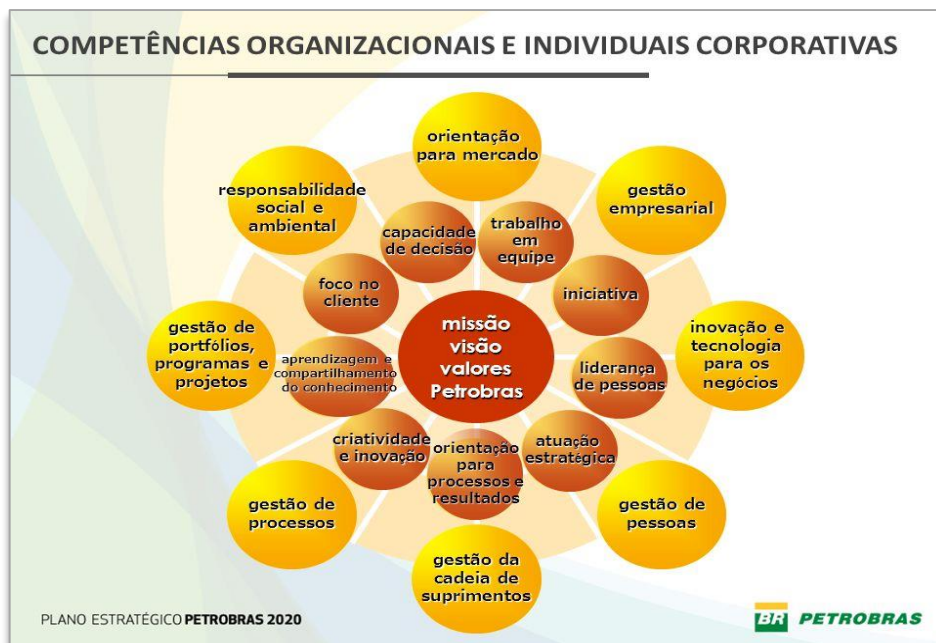 COMPETÊNCIAS ORGANIZACIONAIS E INDIVIDUAIS CORPORATIVAS
orientação
para mercado
responsabilidade
social e
ambiental
gestão
empresarial
capacidade
de decisão
trabalho
em
equipe
foco no
cliente
iniciativa
gestão de
portfólios,
programas e
projetos
aprendizagem e
compartilhamento
do conhecimento
missão
visão
valores
Petrobras
liderança
de pessoas
inovação e
tecnologia
para os
negócios
criatividade
e inovação
orientação
para
processos e
resultados
atuação
estratégica
gestão de
processos
gestão de
pessoas
gestão da
cadeia de
suprimentos
PLANO ESTRATÉGICO PETROBRAS 2020
BR PETROBRAS